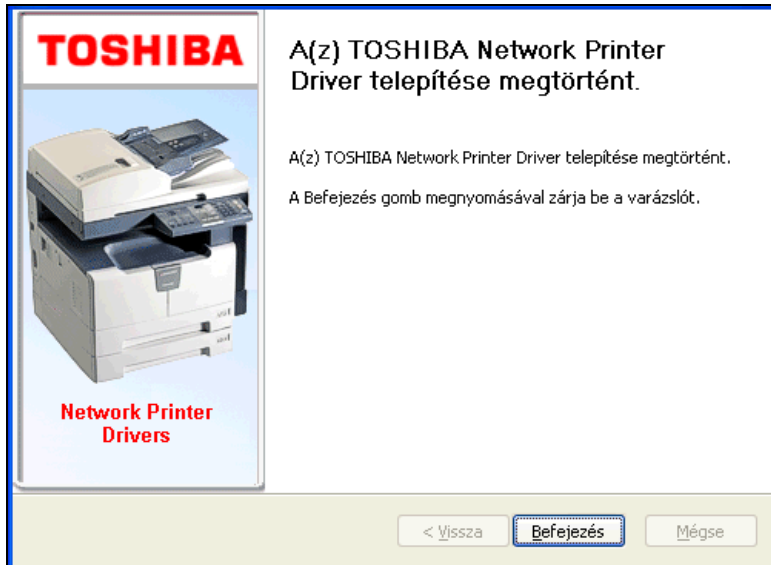 TOSHIBA
A(z) TOSHIBA Network Printer
Driver telepítése megtörtént.
A(z) TOSHIBA Network Printer Driver telepítése megtörtént.
A Befejezés gomb megnyomásával zárja be a varázslót.
Network Printer
Drivers
< Vissza
Befejezés
Mégse